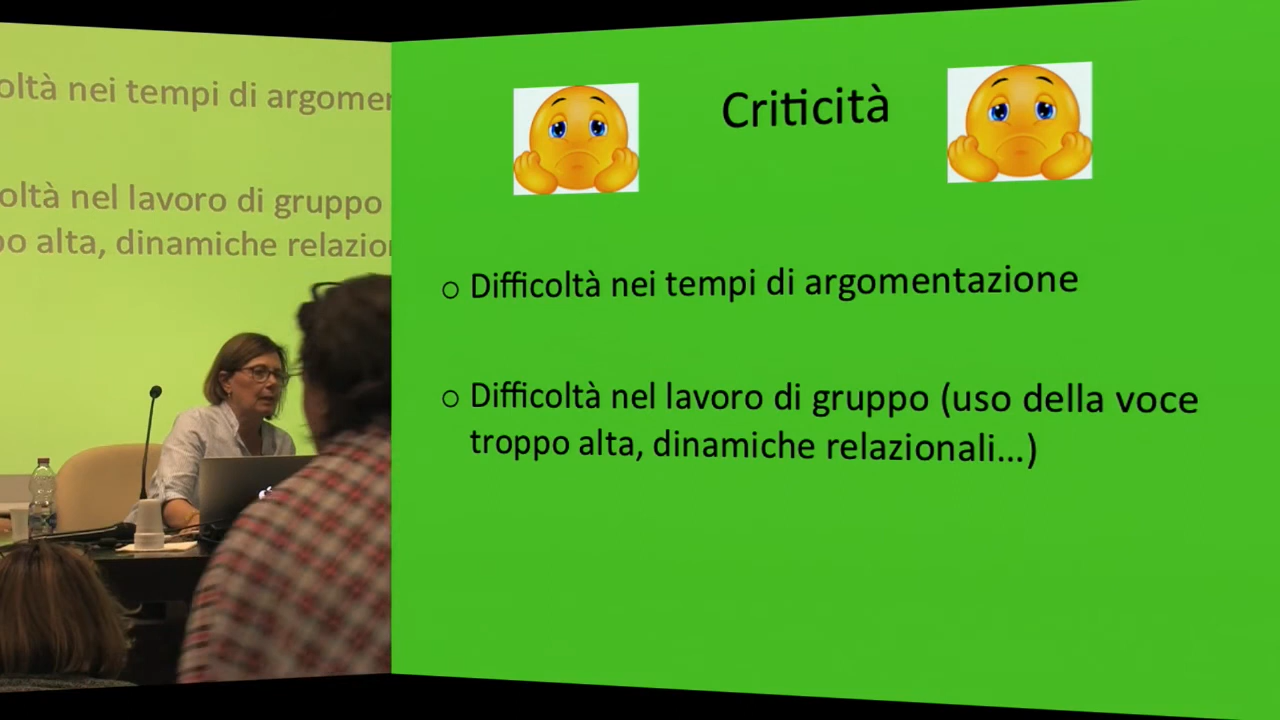 oltà nei tempi di argomen
oltà nel lavoro di gruppo
po alta, dinamiche relazio
Criticità
○ Difficoltà nei tempi di argomentazione
○ Difficoltà nel lavoro di gruppo (uso della voce
troppo alta, dinamiche relazionali...)